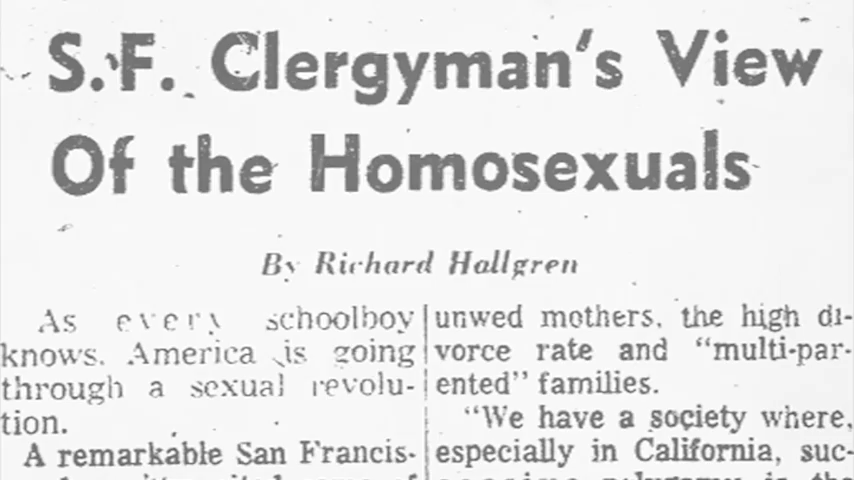 S.F. Clergyman's View
Of the Homosexuals
By Richard Hallgren
As every schoolboy
knows. America is going
through a sexual revolu-
tion.
A remarkable San Francis-
unwed mothers, the high di-
vorce rate and "multi-par-
ented" families.
"We have a society where,
especially in California, suc-